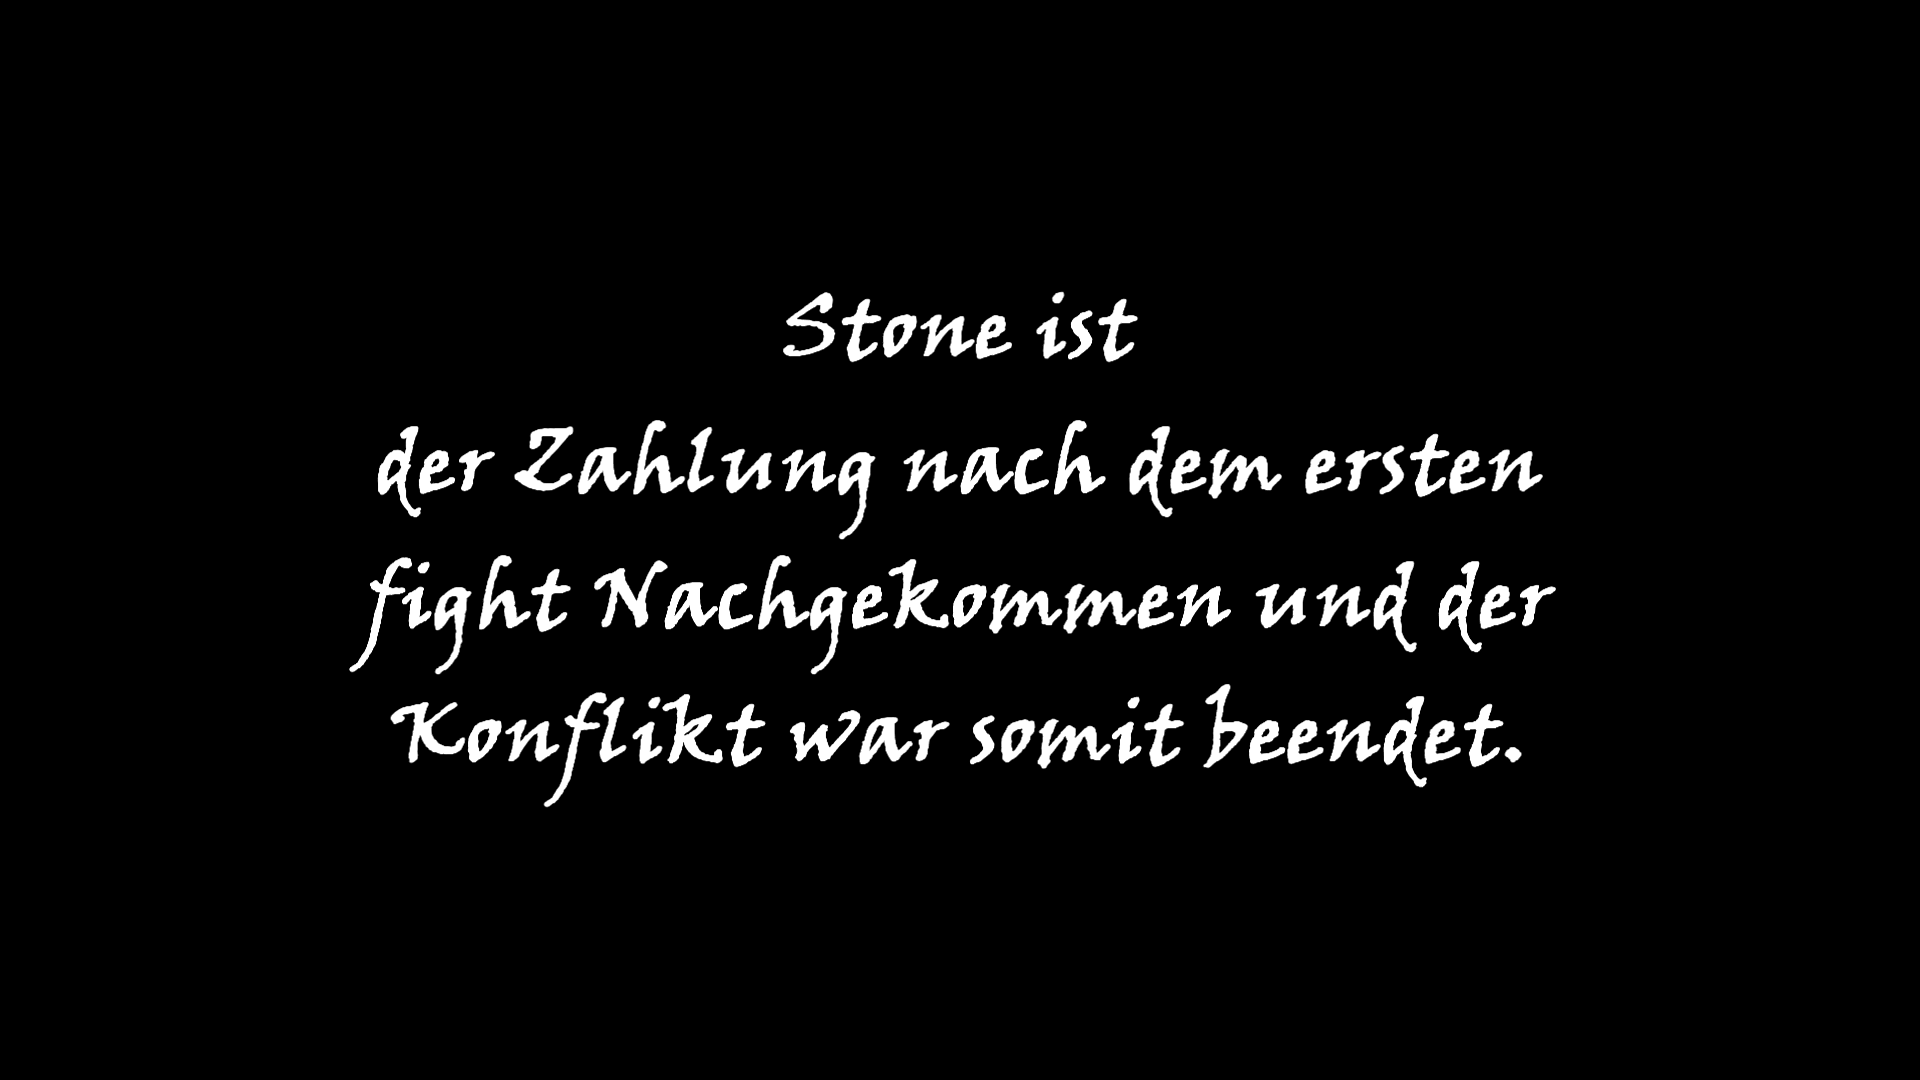 Stone ist
der Zahlung nach dem ersten
fight Nachgekommen und der
Konflikt war somit beendet.